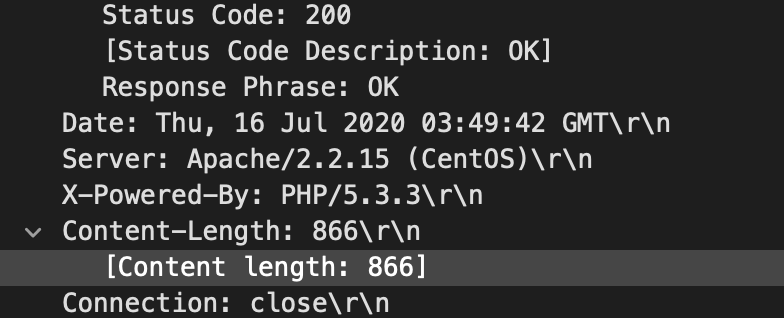 Status Code: 200
[Status Code Description: OK]
Response Phrase: OK
Date: Thu, 16 Jul 2020 03:49:42 GMT\r\n
Server: Apache/2.2.15 (CentOS)\r\n
X-Powered-By: PHP/5.3.3\r\n
Content-Length: 866\r\n
[Content length: 866]
Connection: close\r\n